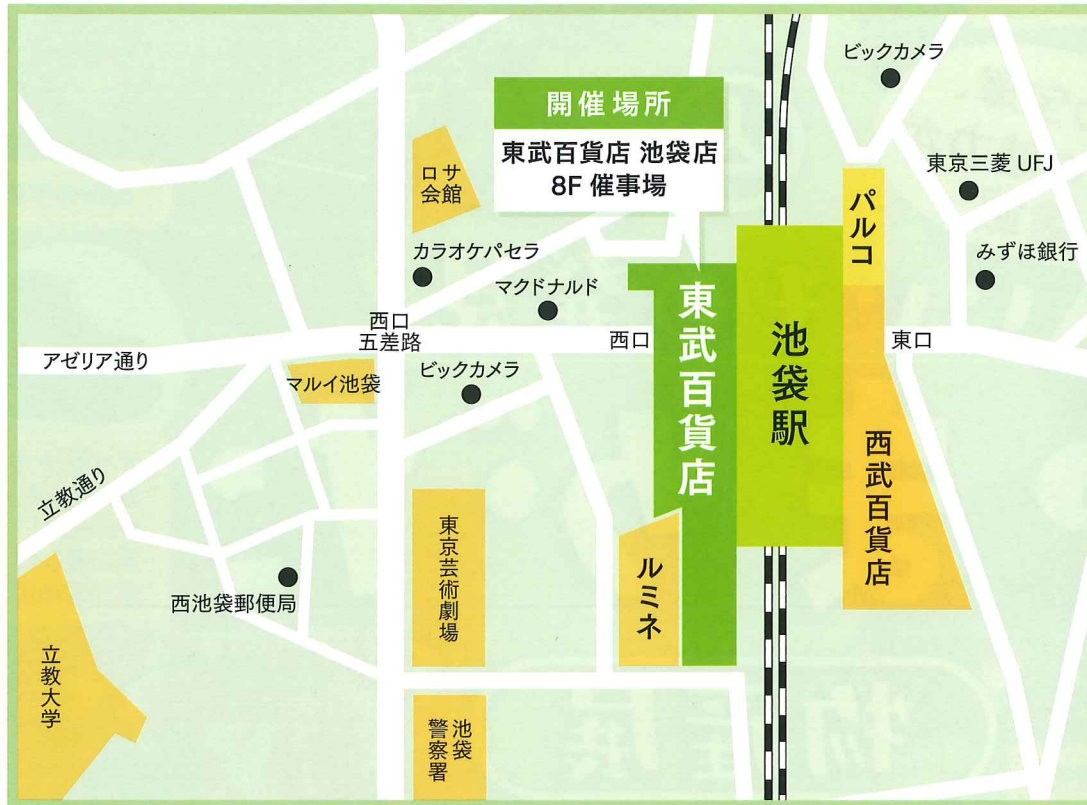 ビックカメラ
開催場所
東武百貨店 池袋店
8F 催事場
ロサ
会館
東京三菱 UFJ
パルコ
カラオケパセラ
マクドナルド
みずほ銀行
西口
五差路
西口
東武百貨店
池袋駅
東口
アゼリア通り
マルイ池袋
ビックカメラ
西武百貨店
立教通り
東京芸術劇場
ルミネ
西池袋郵便局
立教大学
池袋
警察署
物産展